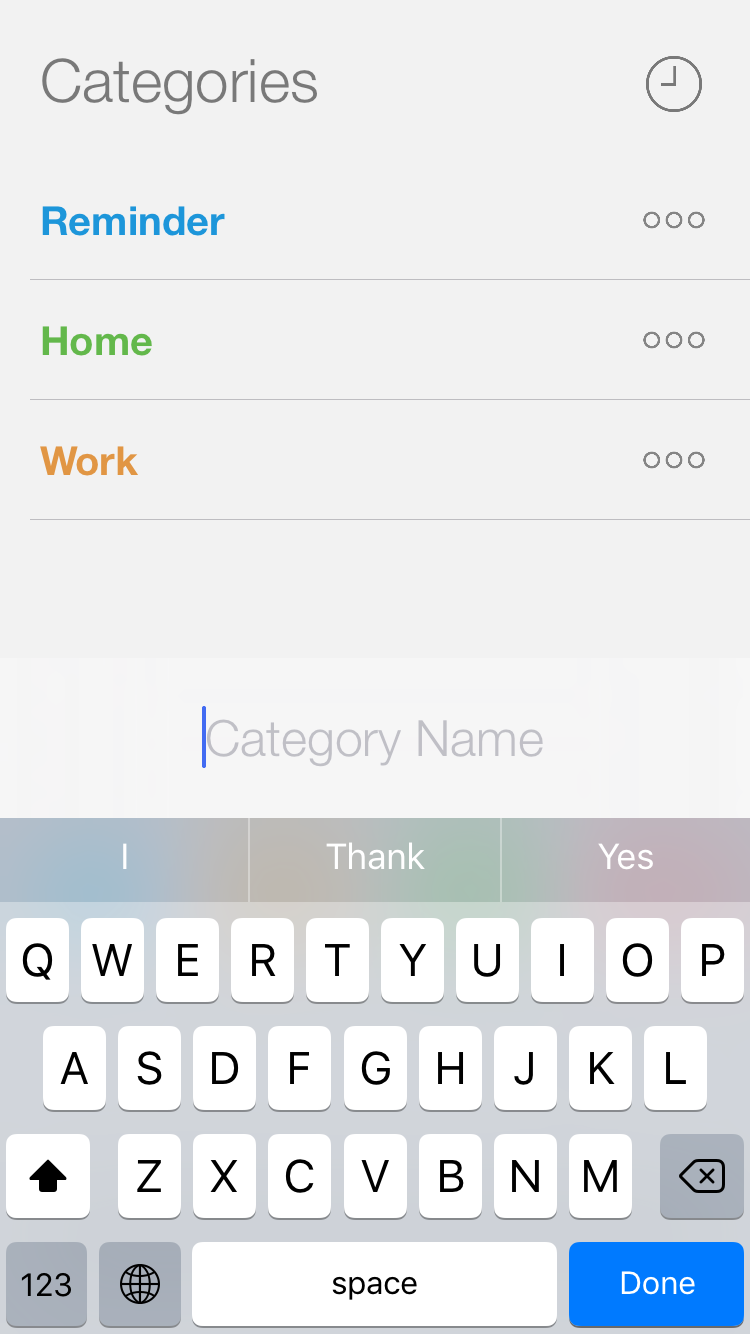 Categories
Reminder
Home
Work
Category Name
I Thank Yes
Q W E R T Y U I O P
A S D F G H J K L
Z X C V B N M
123 space Done